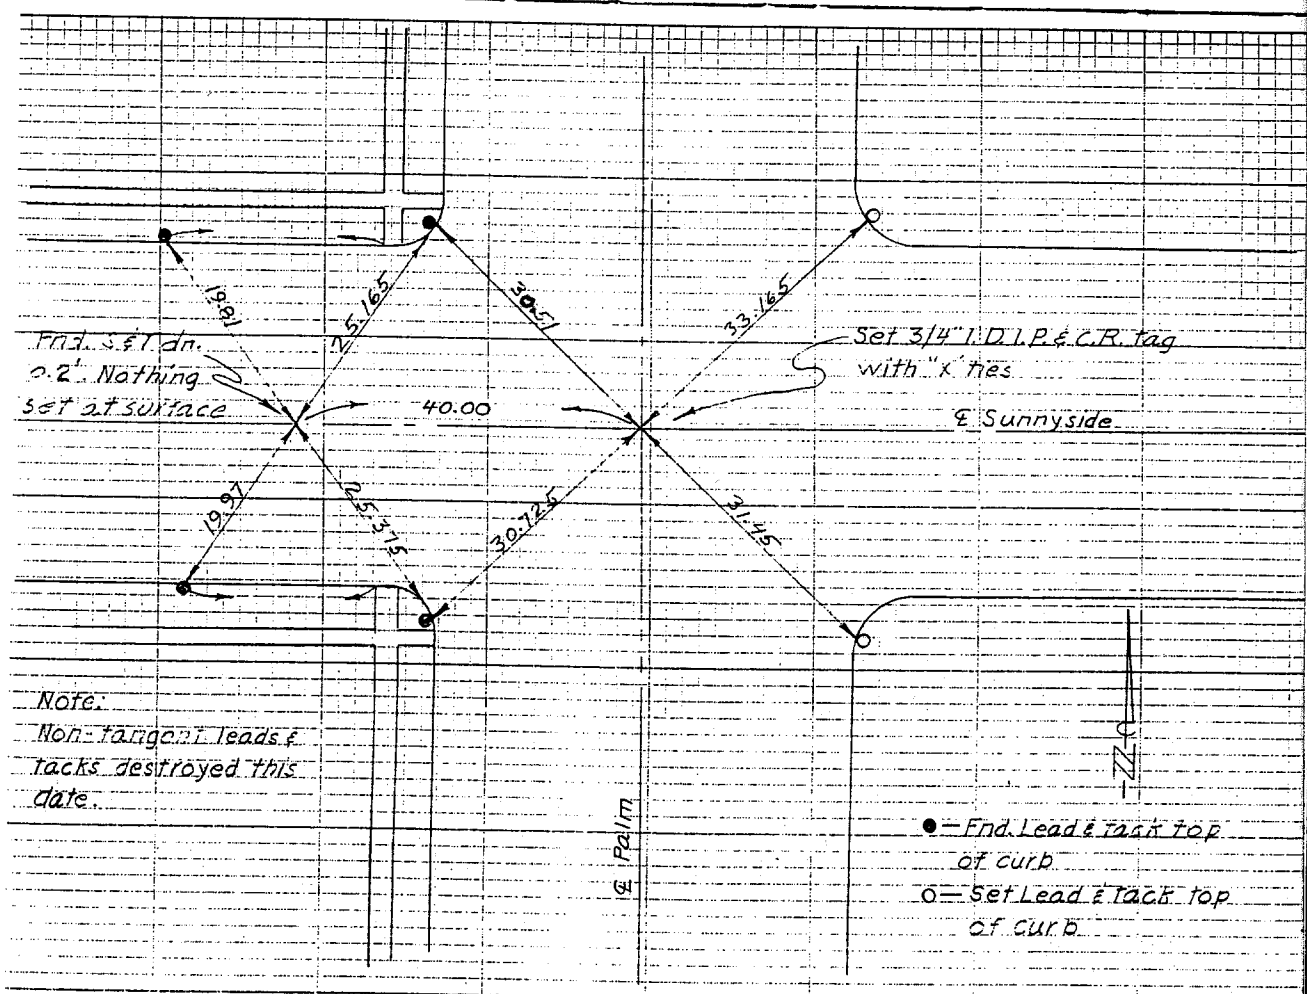 19.81
25.165
30.51
33.165
Fnd. S & T dn.
0.2'. Nothing
set at surface
40.00
Set 3/4" I.D. I.P. & C.R. tag
with "x" ties
℄ Sunnyside
19.97
25.375
30.725
31.45
Note:
Non-tangent leads &
tacks destroyed this
date.
℄ Palm
N
●—Fnd. Lead & tack top
of curb
○—Set Lead & tack top
of curb